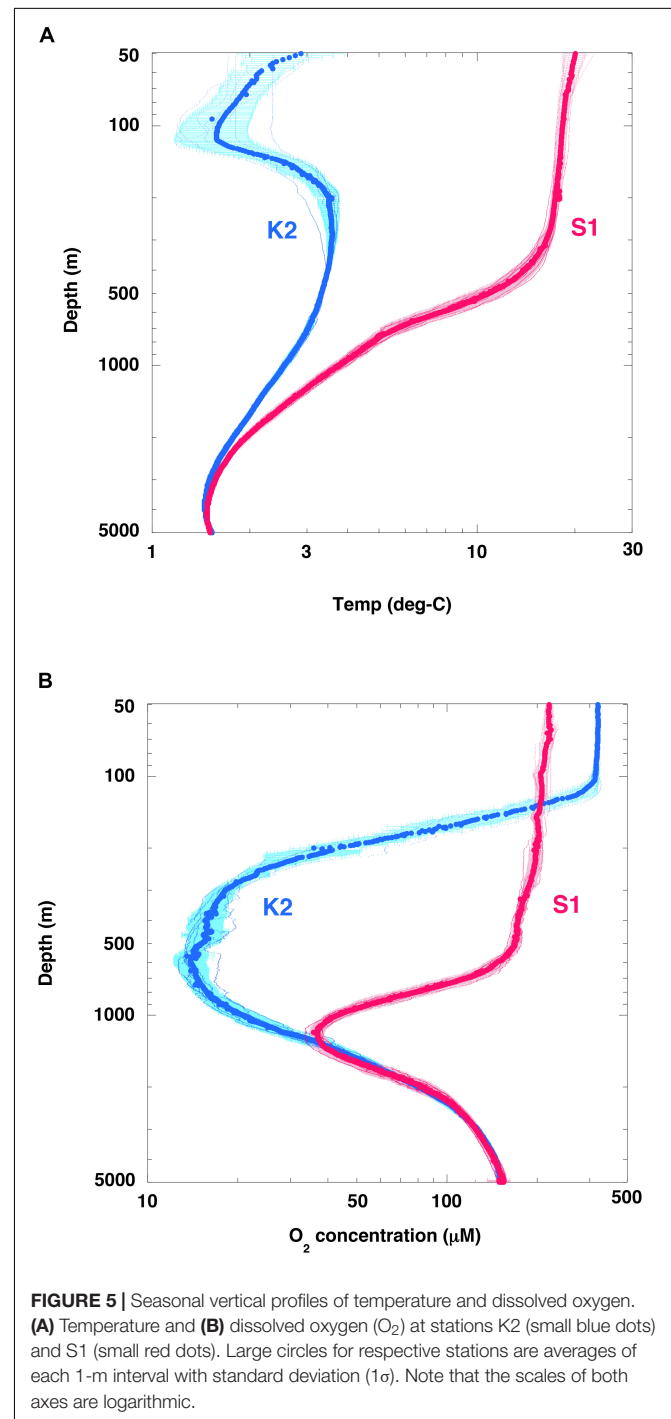 A
50
100
500
1000
5000
Depth (m)
K2
S1
1 3 10 30
Temp (deg-C)
B
50
100
500
1000
5000
Depth (m)
K2
S1
10 50 100 500
O2 concentration (μM)
FIGURE 5 | Seasonal vertical profiles of temperature and dissolved oxygen.
(A) Temperature and (B) dissolved oxygen (O2) at stations K2 (small blue dots)
and S1 (small red dots). Large circles for respective stations are averages of
each 1-m interval with standard deviation (1σ). Note that the scales of both
axes are logarithmic.